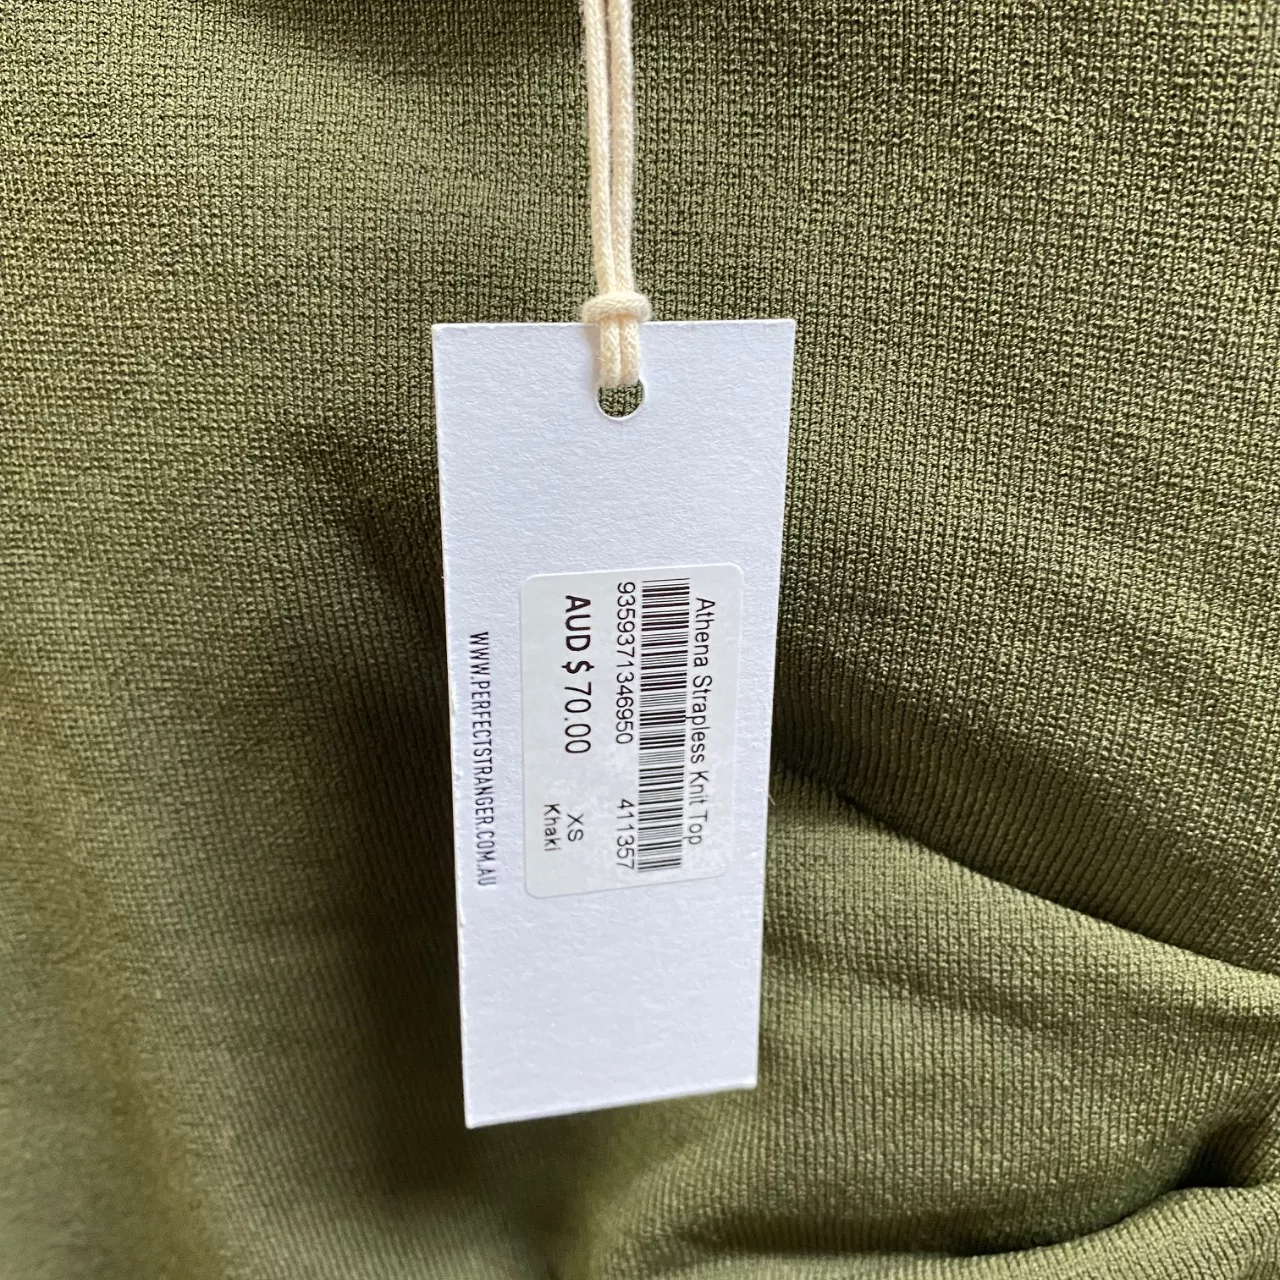 Athena Strapless Knit Top
9359371346950 411357
AUD $ 70.00
XS
Khaki
WWW.PERFECTSTRANGER.COM.AU